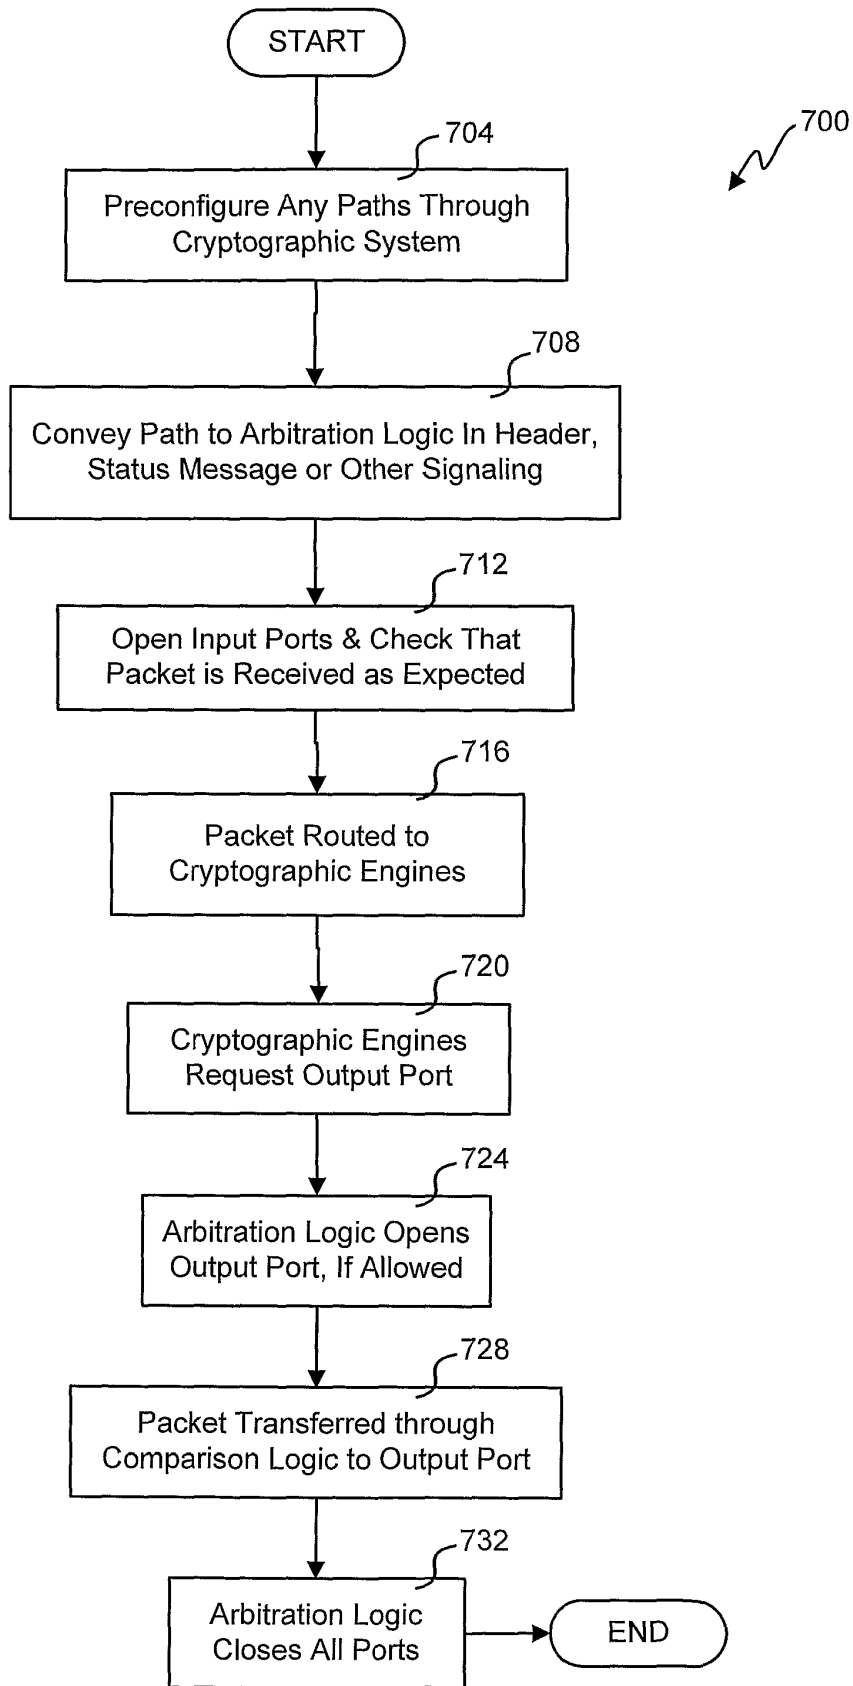 START
700
704
Preconfigure Any Paths Through
Cryptographic System
708
Convey Path to Arbitration Logic In Header,
Status Message or Other Signaling
712
Open Input Ports & Check That
Packet is Received as Expected
716
Packet Routed to
Cryptographic Engines
720
Cryptographic Engines
Request Output Port
724
Arbitration Logic Opens
Output Port, If Allowed
728
Packet Transferred through
Comparison Logic to Output Port
732
Arbitration Logic
Closes All Ports
END